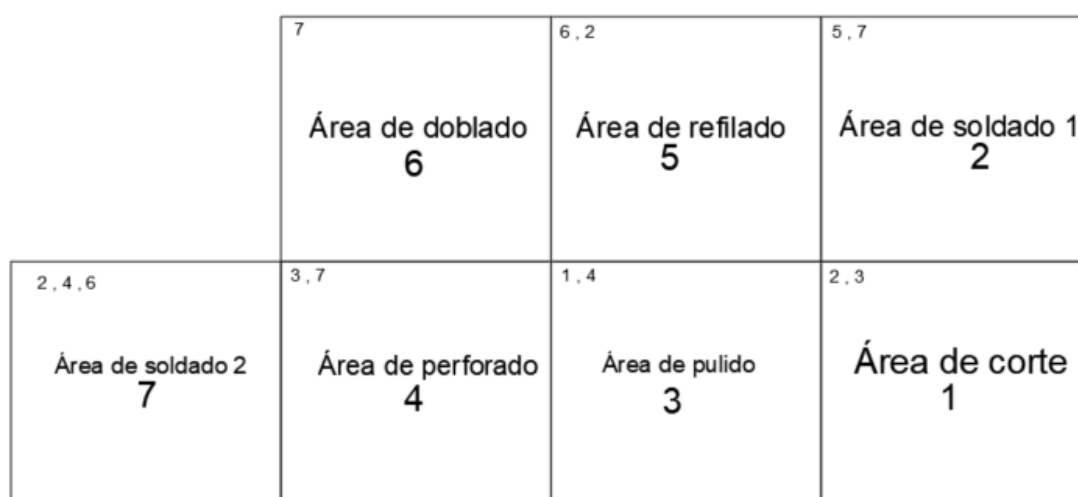 7
Área de doblado
6
6 , 2
Área de refilado
5
5 , 7
Área de soldado 1
2
2 , 4 , 6
Área de soldado 2
7
3 , 7
Área de perforado
4
1 , 4
Área de pulido
3
2 , 3
Área de corte
1